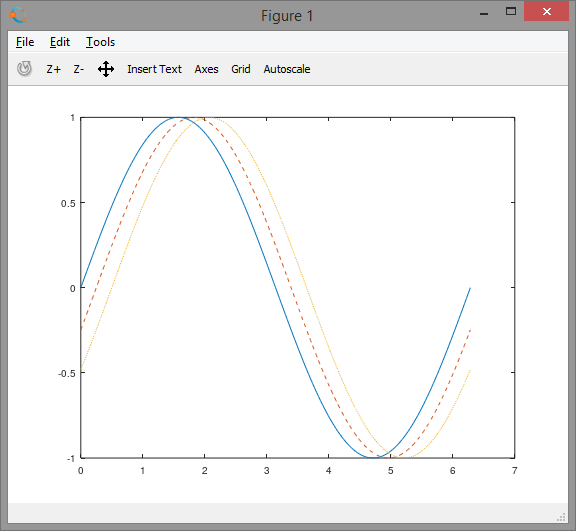 Figure 1
File Edit Tools
Z+ Z- Insert Text Axes Grid Autoscale
1
0.5
0
-0.5
-1
0 1 2 3 4 5 6 7